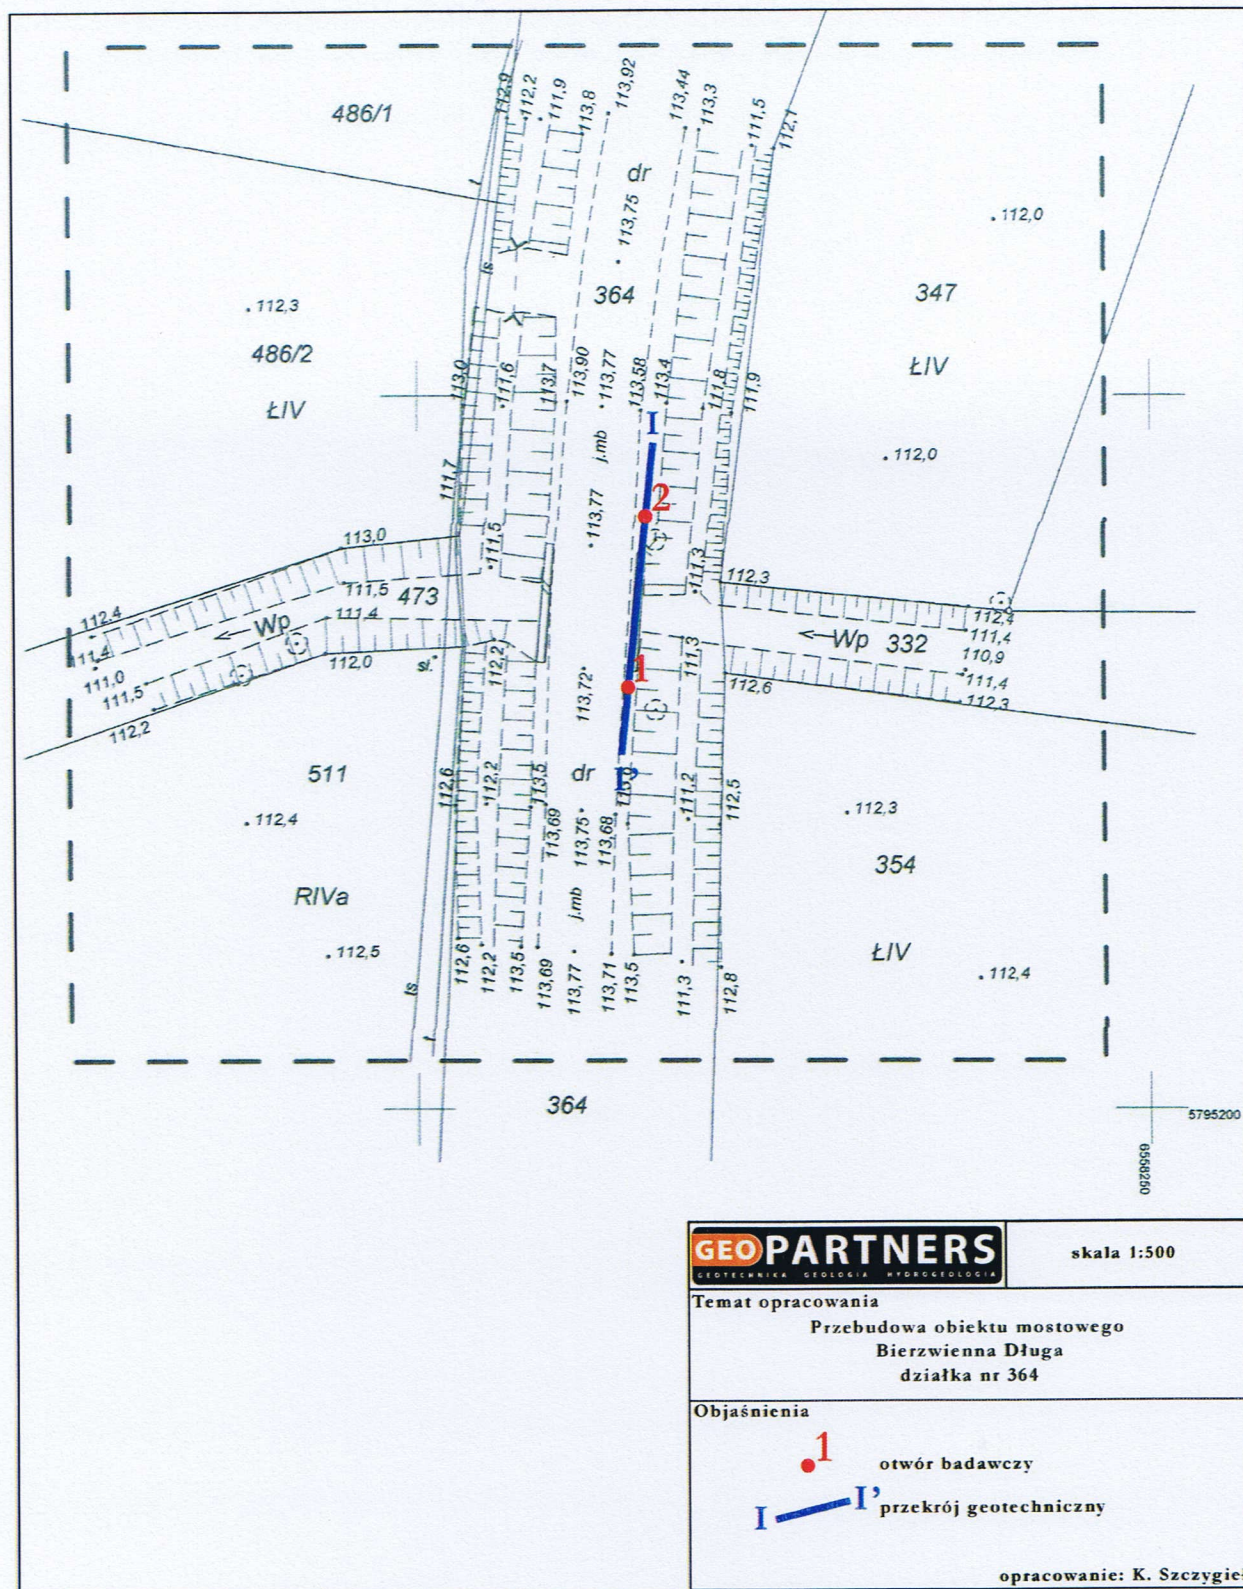 486/1
112,9
112,2
111,9
113,8
113,92
113,44
113,3
111,5
112,1
dr
113,75
112,0
t
ls
364
347
112,3
486/2
ŁIV
ŁIV
113,0
111,6
113,7
113,90
113,77
113,58
113,4
111,8
111,9
I
j.mb
112,0
111,7
2
113,77
113,0
111,5
111,3
112,3
111,5
473
112,4
111,4
Wp
112,4
111,4
Wp 332
110,9
111,4
111,0
111,5
112,0
st.
112,2
111,3
1
113,72
112,6
111,4
112,3
112,2
511
dr
I'
112,6
112,2
113,5
113,69
113,75
113,68
111,2
112,5
112,3
112,4
354
RIVa
j.mb
ŁIV
112,5
112,6
112,2
113,5
113,69
113,77
113,71
113,5
111,3
112,8
112,4
ls
t
364
5795200
6558250
GEOPARTNERS
GEOTECHNIKA GEOLOGIA HYDROGEOLOGIA
skala 1:500
Temat opracowania
Przebudowa obiektu mostowego
Bierzwienna Długa
działka nr 364
Objaśnienia
1
otwór badawczy
I I'
przekrój geotechniczny
opracowanie: K. Szczygieł